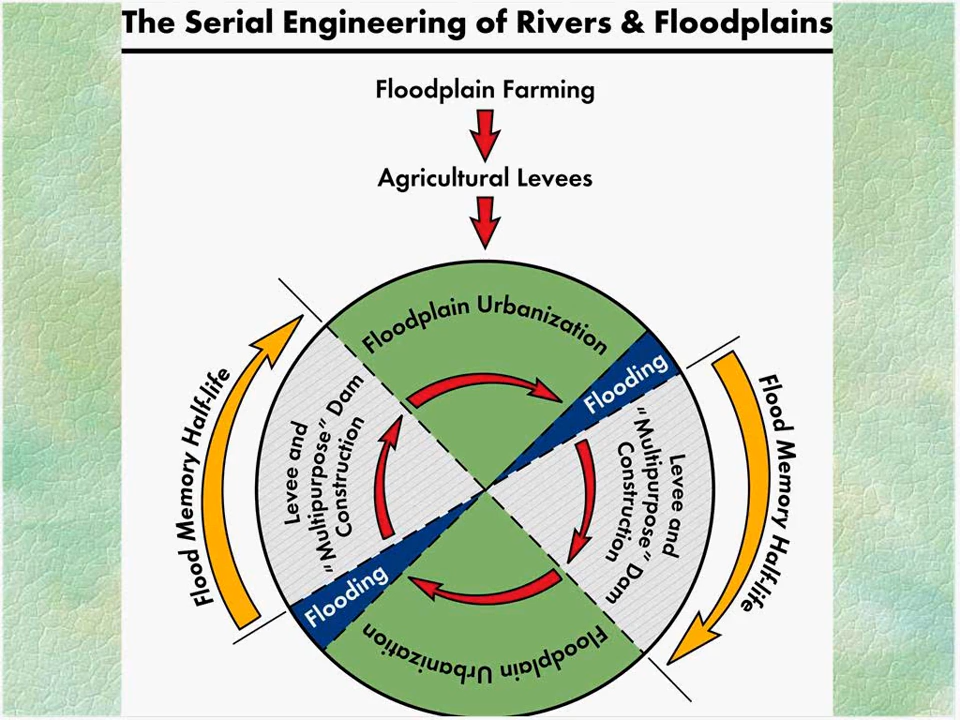 The Serial Engineering of Rivers & Floodplains
Floodplain Farming
Agricultural Levees
Floodplain Urbanization
Flooding
Levee and
"Multipurpose" Dam
Construction
Flood Memory Half-life
Floodplain Urbanization
Flooding
Levee and
"Multipurpose" Dam
Construction
Flood Memory Half-life